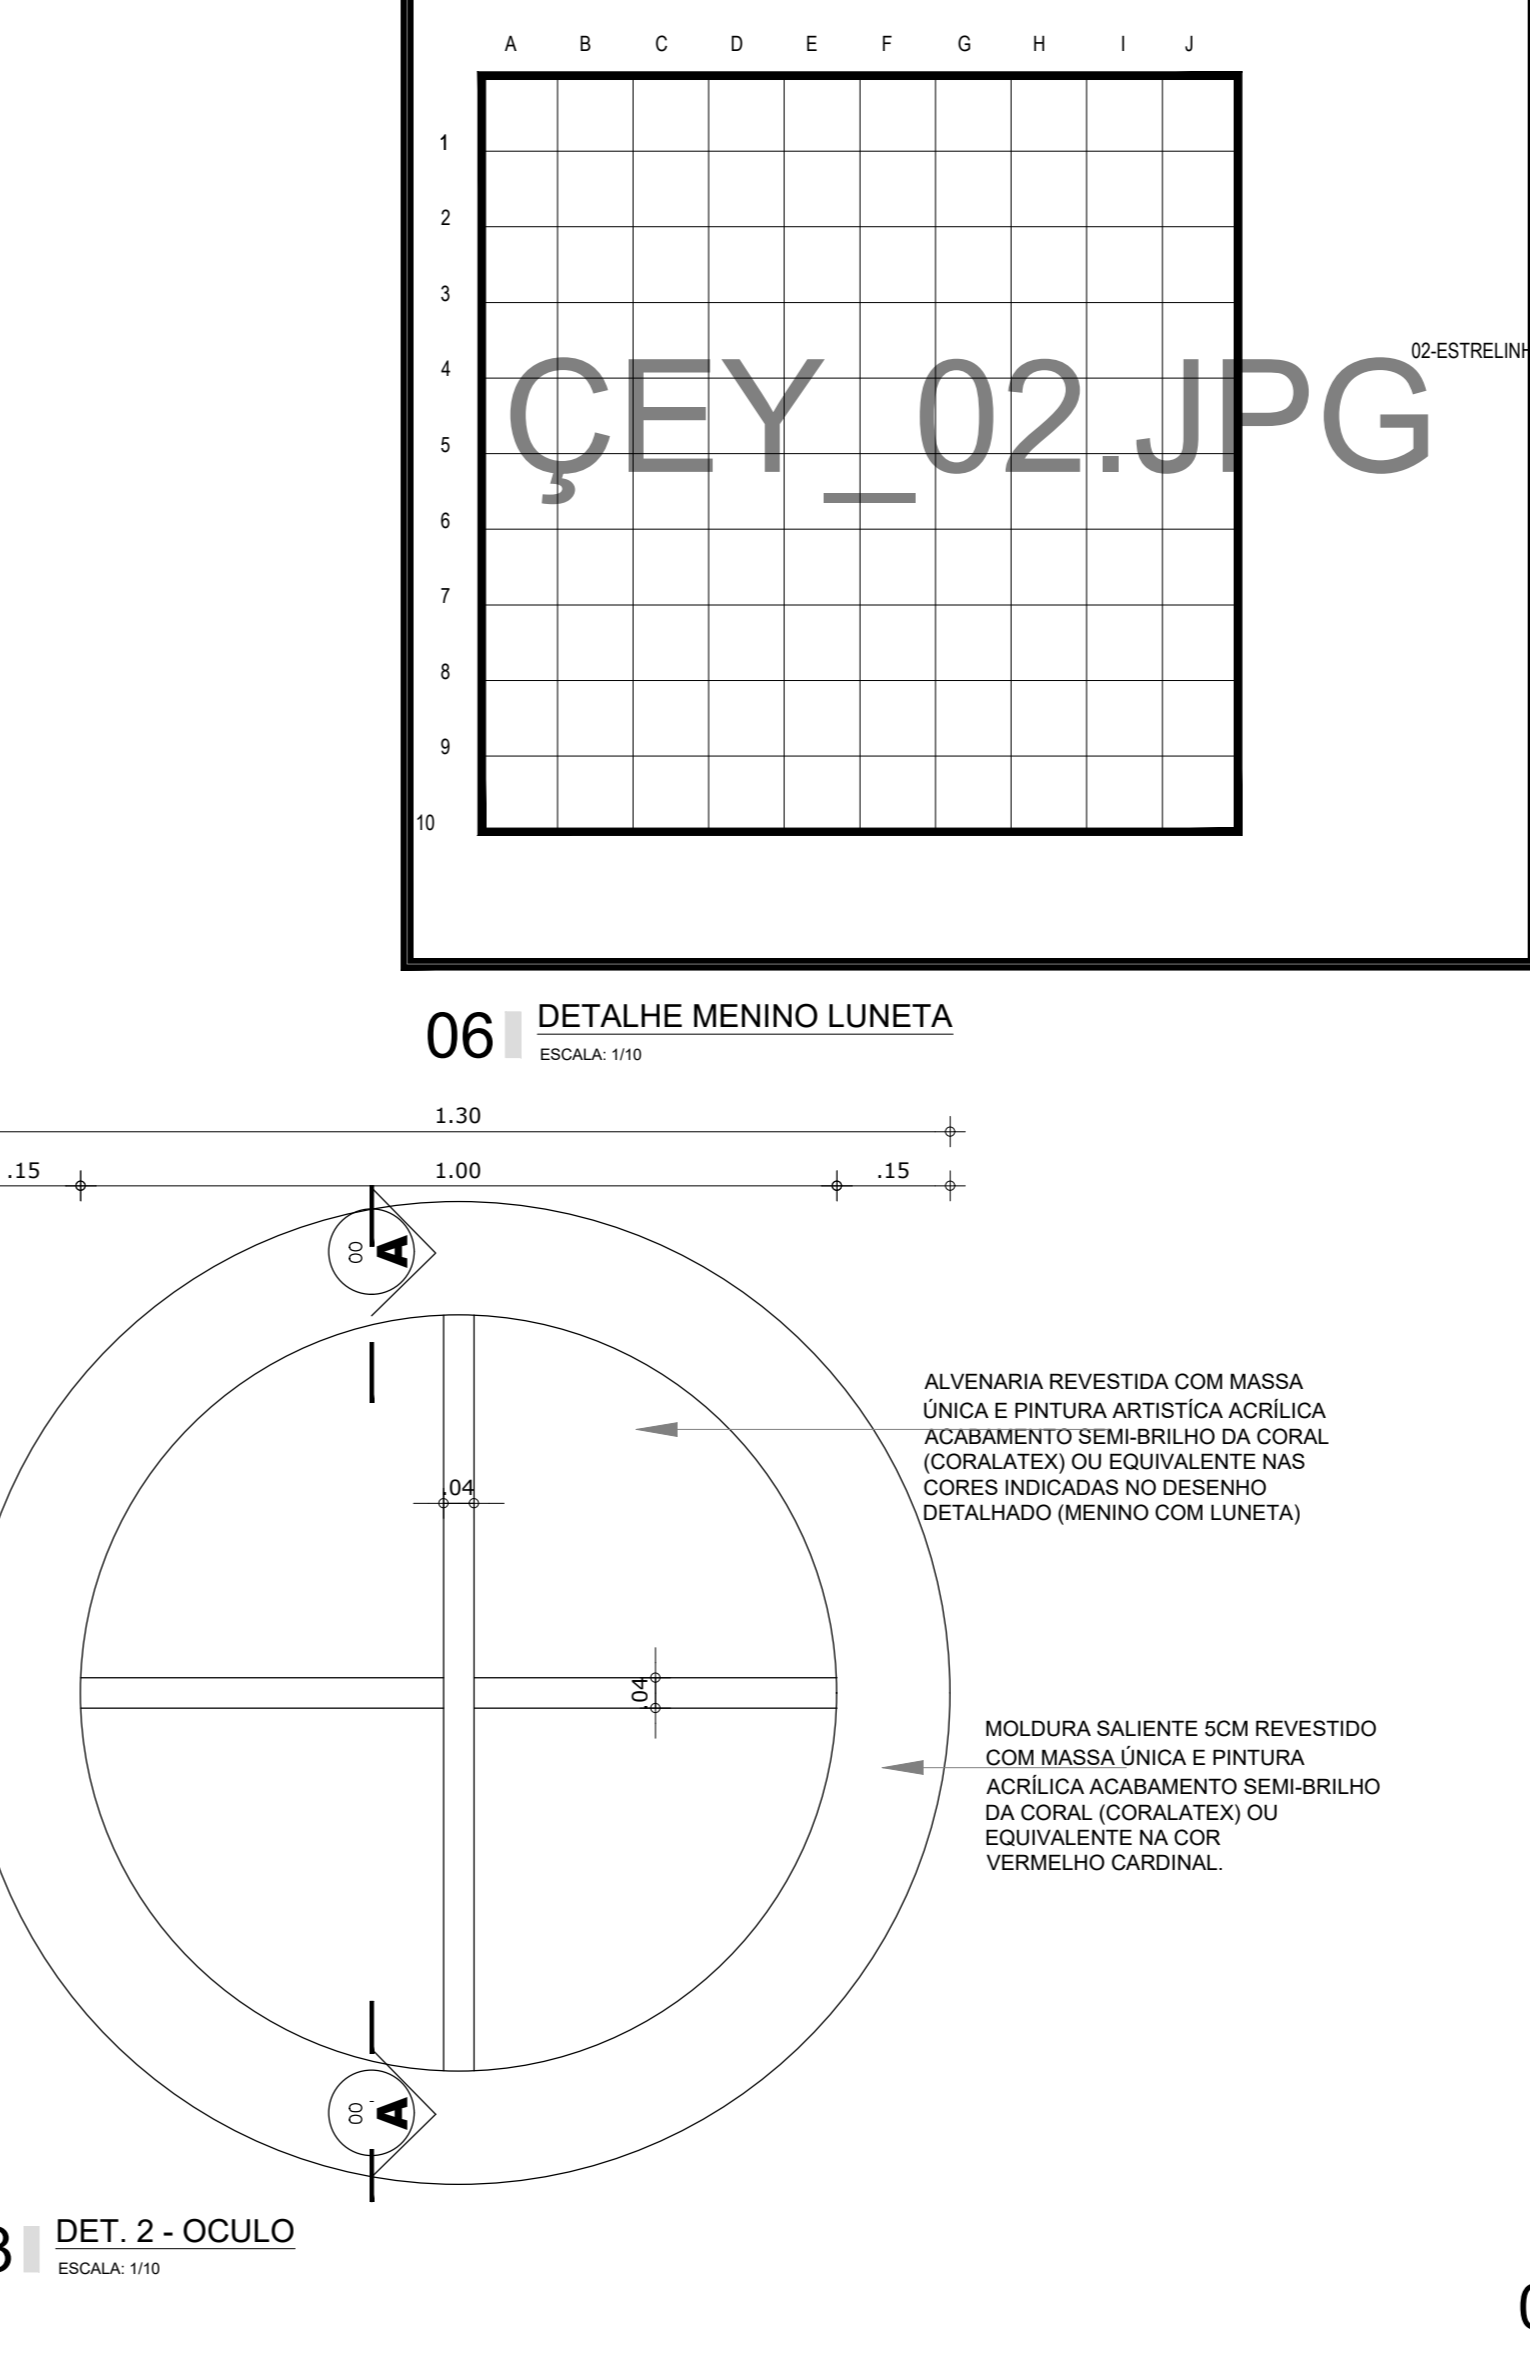 A B C D E F G H I J
1
2
3
02-ESTRELINH
4
ÇEY_02.JPG
5
6
7
8
9
10
06 DETALHE MENINO LUNETA
ESCALA: 1/10
1.30
.15 1.00 .15
00 A
ALVENARIA REVESTIDA COM MASSA
ÚNICA E PINTURA ARTISTÍCA ACRÍLICA
ACABAMENTO SEMI-BRILHO DA CORAL
(CORALATEX) OU EQUIVALENTE NAS
CORES INDICADAS NO DESENHO
DETALHADO (MENINO COM LUNETA)
.04
.04
MOLDURA SALIENTE 5CM REVESTIDO
COM MASSA ÚNICA E PINTURA
ACRÍLICA ACABAMENTO SEMI-BRILHO
DA CORAL (CORALATEX) OU
EQUIVALENTE NA COR
VERMELHO CARDINAL.
00 A
DET. 2 - OCULO
ESCALA: 1/10